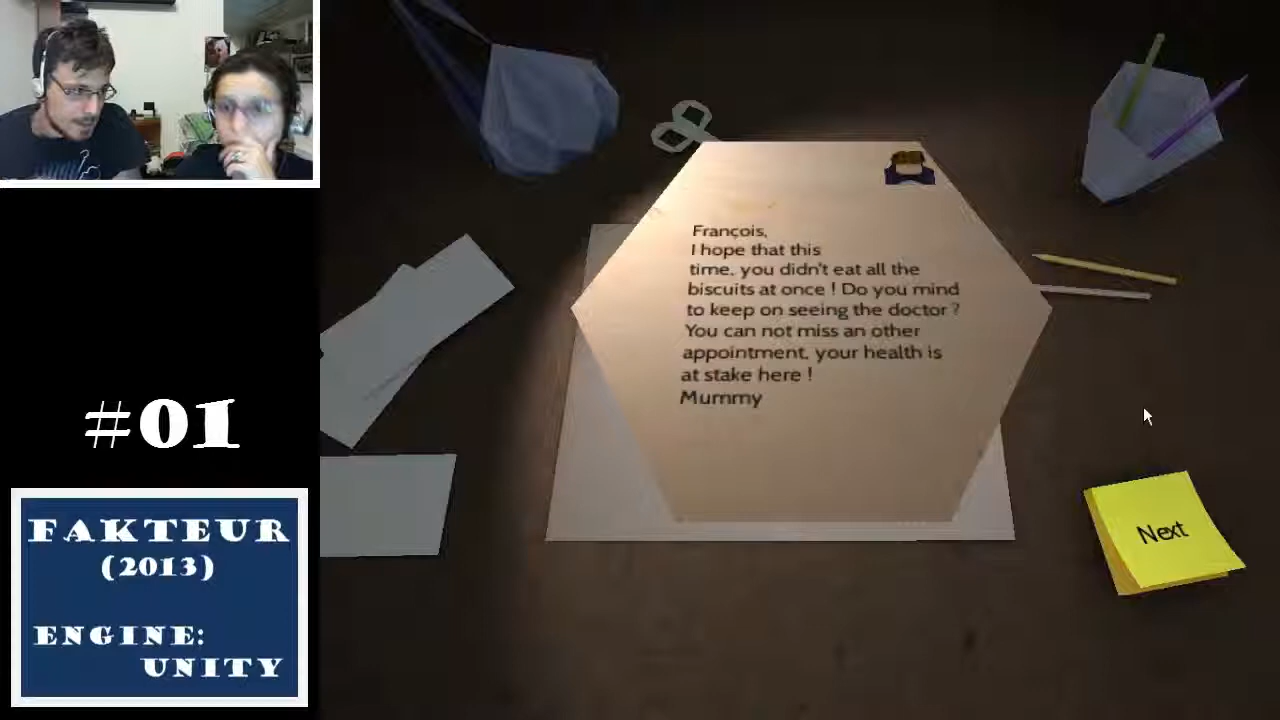 François,
I hope that this
time, you didn't eat all the
biscuits at once ! Do you mind
to keep on seeing the doctor ?
You can not miss an other
appointment, your health is
at stake here !
Mummy
Next
#01
FAKTEUR
(2013)
ENGINE:
UNITY